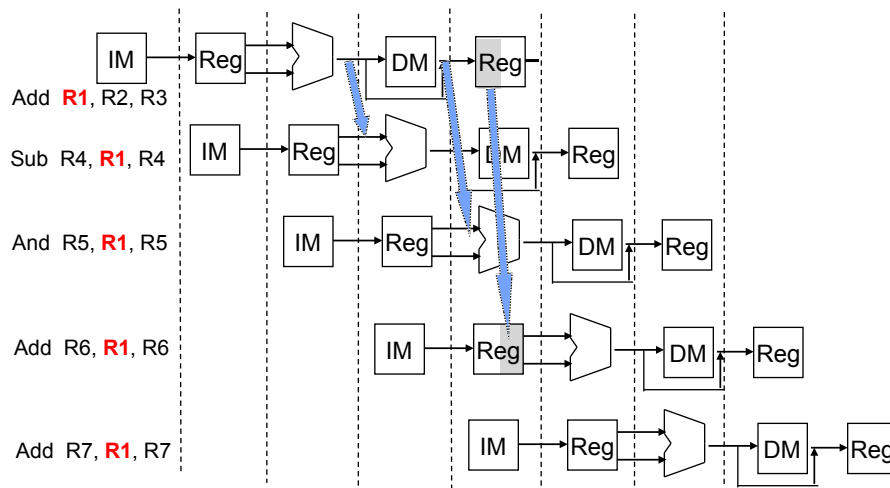 IM Reg DM Reg
Add R1, R2, R3
IM Reg DM Reg
Sub R4, R1, R4
IM Reg DM Reg
And R5, R1, R5
IM Reg DM Reg
Add R6, R1, R6
IM Reg DM Reg
Add R7, R1, R7